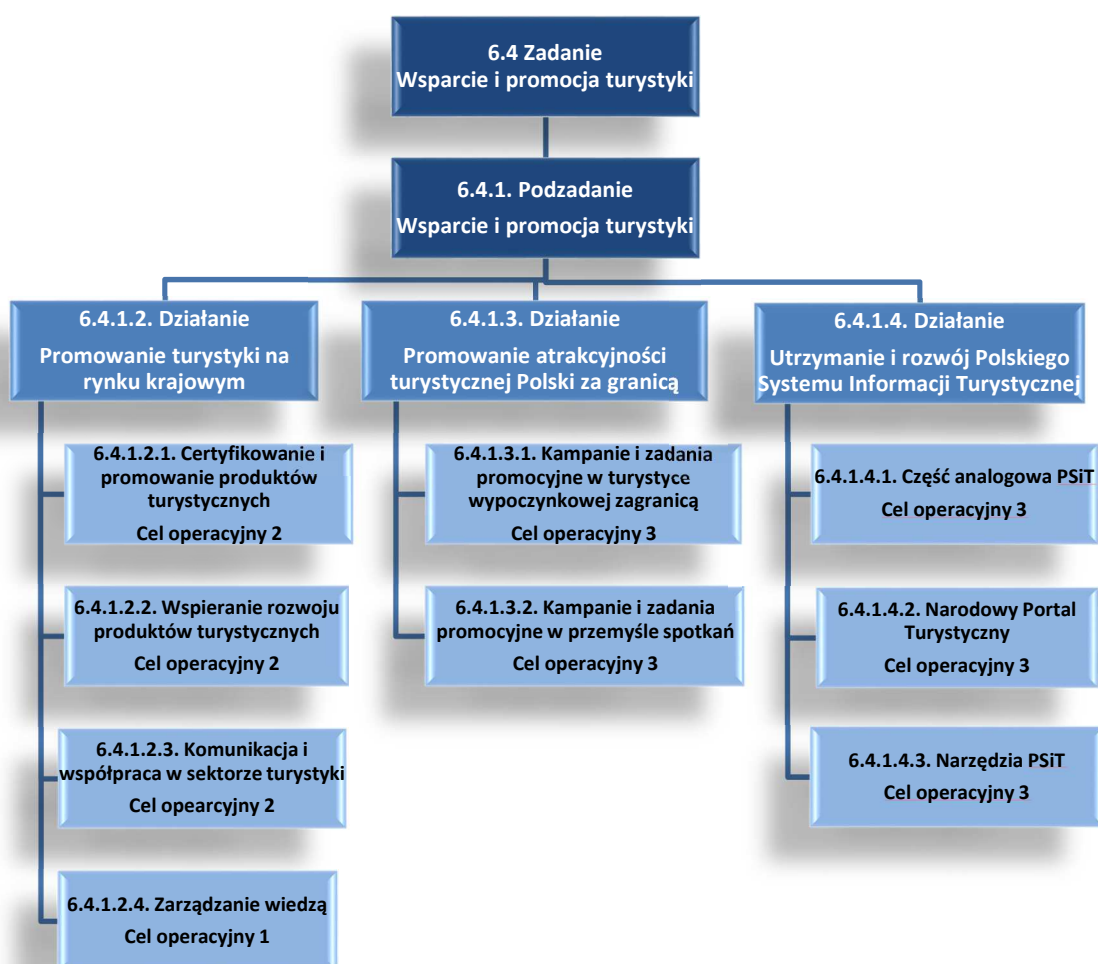 6.4 Zadanie
Wsparcie i promocja turystyki
6.4.1. Podzadanie
Wsparcie i promocja turystyki
6.4.1.2. Działanie
Promowanie turystyki na
rynku krajowym
6.4.1.2.1. Certyfikowanie i
promowanie produktów
turystycznych
Cel operacyjny 2
6.4.1.2.2. Wspieranie rozwoju
produktów turystycznych
Cel operacyjny 2
6.4.1.2.3. Komunikacja i
współpraca w sektorze turystyki
Cel opearcyjny 2
6.4.1.2.4. Zarządzanie wiedzą
Cel operacyjny 1
6.4.1.3. Działanie
Promowanie atrakcyjności
turystycznej Polski za granicą
6.4.1.3.1. Kampanie i zadania
promocyjne w turystyce
wypoczynkowej zagranicą
Cel operacyjny 3
6.4.1.3.2. Kampanie i zadania
promocyjne w przemyśle spotkań
Cel operacyjny 3
6.4.1.4. Działanie
Utrzymanie i rozwój Polskiego
Systemu Informacji Turystycznej
6.4.1.4.1. Część analogowa PSiT
Cel operacyjny 3
6.4.1.4.2. Narodowy Portal
Turystyczny
Cel operacyjny 3
6.4.1.4.3. Narzędzia PSiT
Cel operacyjny 3